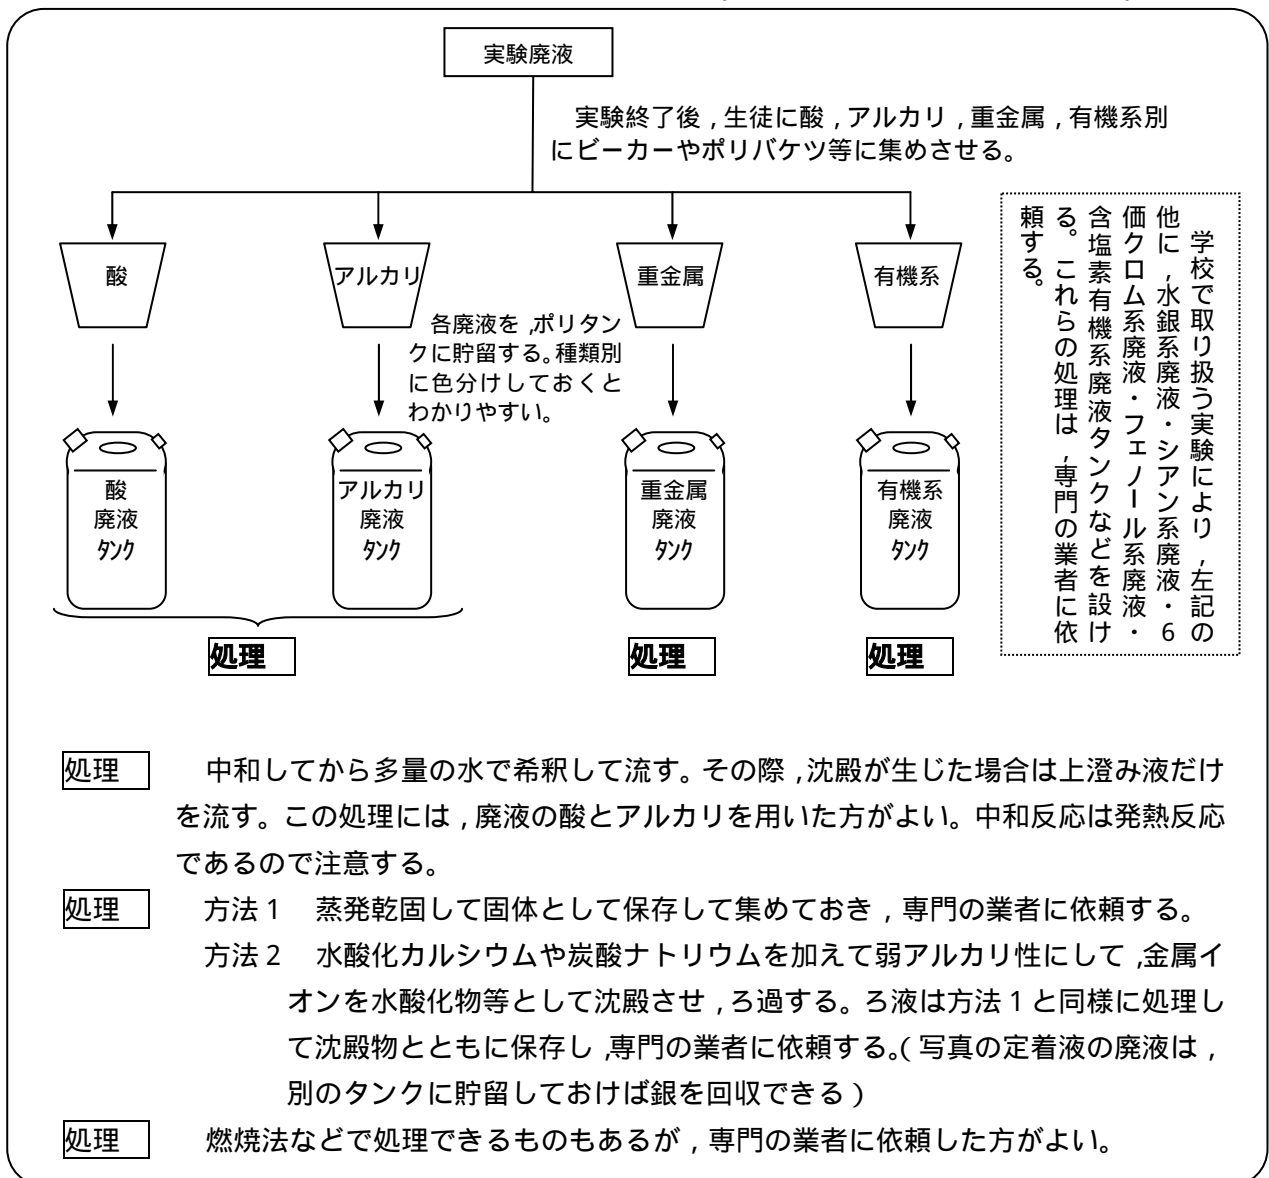 実験廃液
実験終了後，生徒に酸，アルカリ，重金属，有機系別
にビーカーやポリバケツ等に集めさせる。
酸
アルカリ
重金属
有機系
各廃液を，ポリタン
クに貯留する。種類別
に色分けしておくと
わかりやすい。
学校で取り扱う実験により，左記の
他に，水銀系廃液・シアン系廃液・６
価クロム系廃液・フェノール系廃液・
含塩素有機系廃液タンクなどを設け
る。これらの処理は，専門の業者に依
頼する。
酸
廃液
ﾀﾝｸ
アルカリ
廃液
ﾀﾝｸ
重金属
廃液
ﾀﾝｸ
有機系
廃液
ﾀﾝｸ
処理
処理
処理
処理　中和してから多量の水で希釈して流す。その際，沈殿が生じた場合は上澄み液だけ
を流す。この処理には，廃液の酸とアルカリを用いた方がよい。中和反応は発熱反応
であるので注意する。
処理　方法１　蒸発乾固して固体として保存して集めておき，専門の業者に依頼する。
方法２　水酸化カルシウムや炭酸ナトリウムを加えて弱アルカリ性にして，金属イ
オンを水酸化物等として沈殿させ，ろ過する。ろ液は方法１と同様に処理し
て沈殿物とともに保存し，専門の業者に依頼する。（写真の定着液の廃液は，
別のタンクに貯留しておけば銀を回収できる）
処理　燃焼法などで処理できるものもあるが，専門の業者に依頼した方がよい。